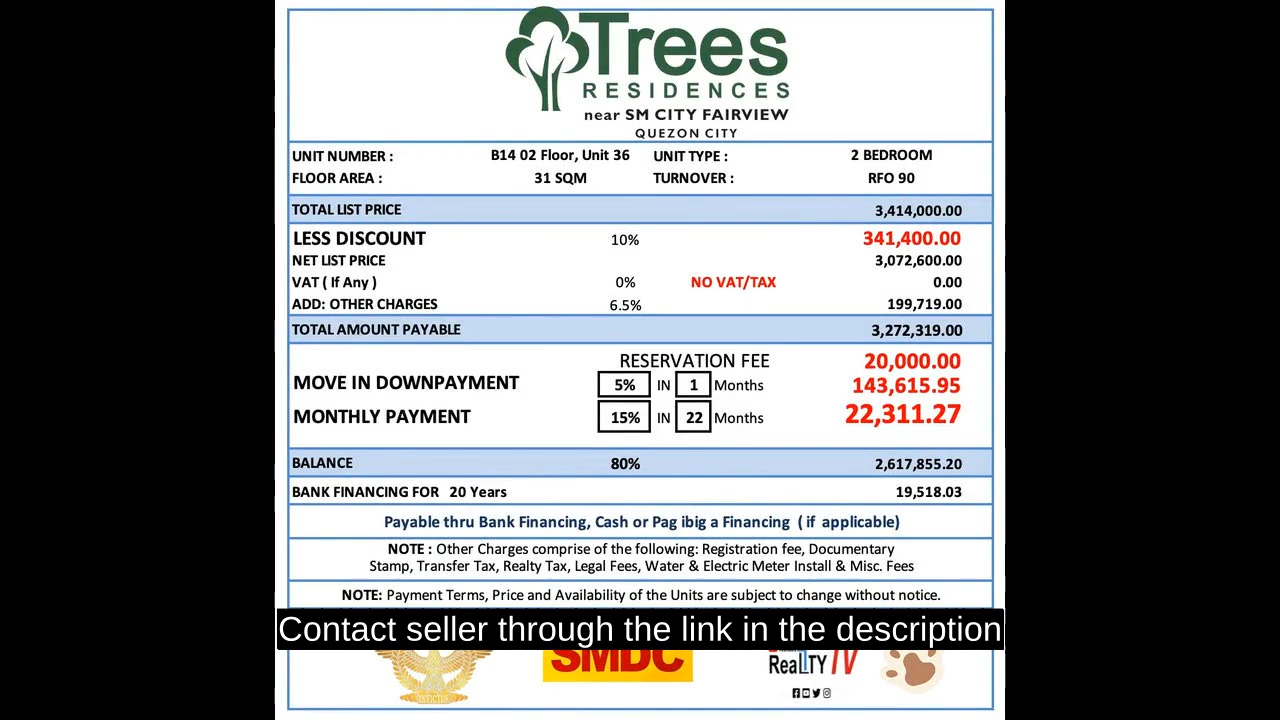 Trees
RESIDENCES
near SM CITY FAIRVIEW
QUEZON CITY
UNIT NUMBER : B14 02 Floor, Unit 36 UNIT TYPE : 2 BEDROOM
FLOOR AREA : 31 SQM TURNOVER : RFO 90
TOTAL LIST PRICE 3,414,000.00
LESS DISCOUNT 10% 341,400.00
NET LIST PRICE 3,072,600.00
VAT ( If Any ) 0% NO VAT/TAX 0.00
ADD: OTHER CHARGES 6.5% 199,719.00
TOTAL AMOUNT PAYABLE 3,272,319.00
RESERVATION FEE 20,000.00
MOVE IN DOWNPAYMENT 5% IN 1 Months 143,615.95
MONTHLY PAYMENT 15% IN 22 Months 22,311.27
BALANCE 80% 2,617,855.20
BANK FINANCING FOR 20 Years 19,518.03
Payable thru Bank Financing, Cash or Pag ibig a Financing ( if applicable)
NOTE : Other Charges comprise of the following: Registration fee, Documentary
Stamp, Transfer Tax, Realty Tax, Legal Fees, Water & Electric Meter Install & Misc. Fees
NOTE: Payment Terms, Price and Availability of the Units are subject to change without notice.
Contact seller through the link in the description
SMDC
ReaLTY TV